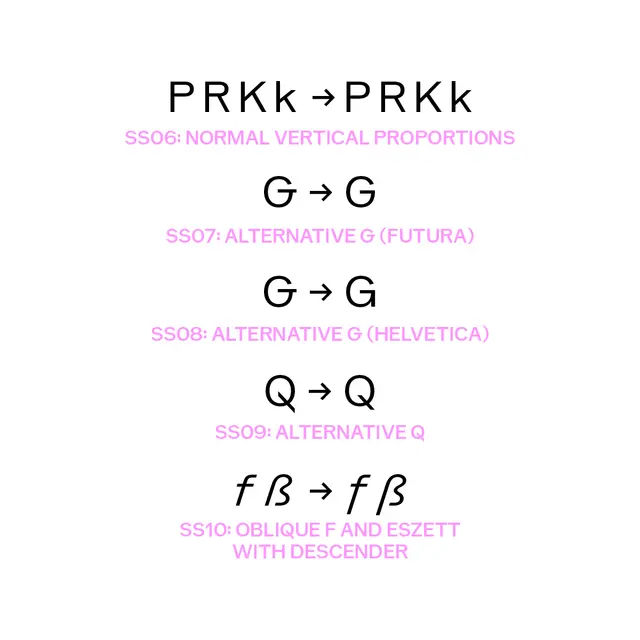 PRKk → PRKk
SS06: NORMAL VERTICAL PROPORTIONS
G → G
SS07: ALTERNATIVE G (FUTURA)
G → G
SS08: ALTERNATIVE G (HELVETICA)
Q → Q
SS09: ALTERNATIVE Q
f ß → f ß
SS10: OBLIQUE F AND ESZETT
WITH DESCENDER